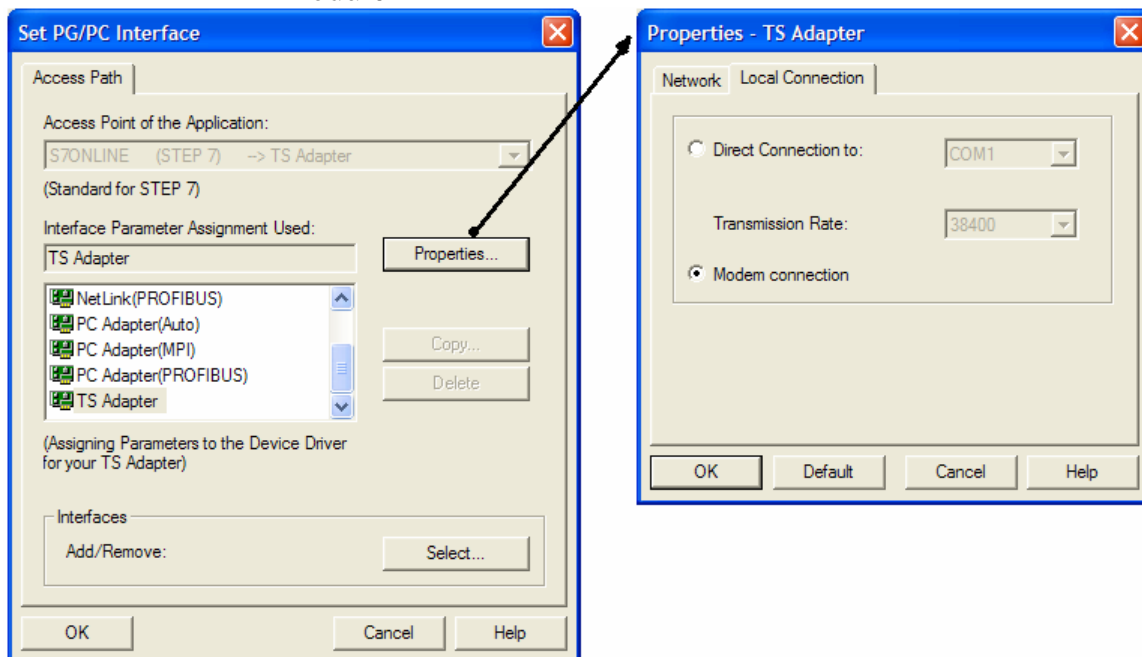 Set PG/PC Interface
Access Path
Access Point of the Application:
S7ONLINE (STEP 7) --> TS Adapter
(Standard for STEP 7)
Interface Parameter Assignment Used:
TS Adapter
Properties...
NetLink(PROFIBUS)
PC Adapter(Auto)
PC Adapter(MPI)
PC Adapter(PROFIBUS)
TS Adapter
Copy...
Delete
(Assigning Parameters to the Device Driver
for your TS Adapter)
Interfaces
Add/Remove:
Select...
OK
Cancel
Help
Properties - TS Adapter
Network
Local Connection
Direct Connection to:
COM1
Transmission Rate:
38400
Modem connection
OK
Default
Cancel
Help